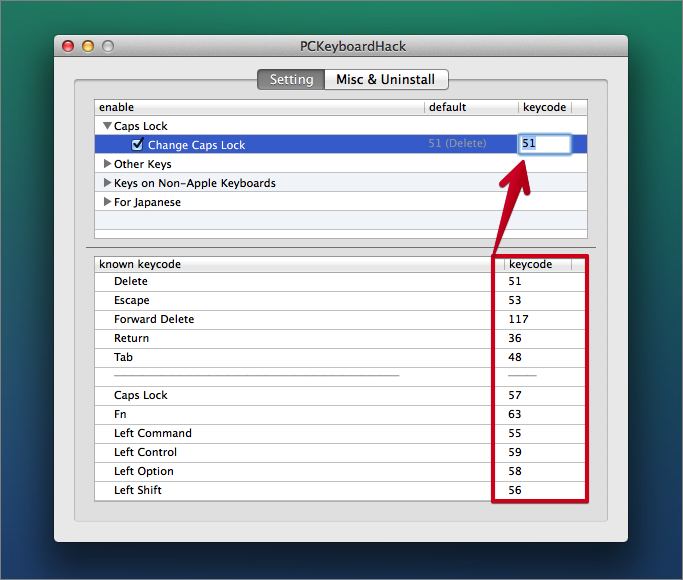 PCKeyboardHack
Setting Misc & Uninstall
enable default keycode
Caps Lock
Change Caps Lock 51 (Delete) 51
Other Keys
Keys on Non-Apple Keyboards
For Japanese
known keycode keycode
Delete 51
Escape 53
Forward Delete 117
Return 36
Tab 48
Caps Lock 57
Fn 63
Left Command 55
Left Control 59
Left Option 58
Left Shift 56